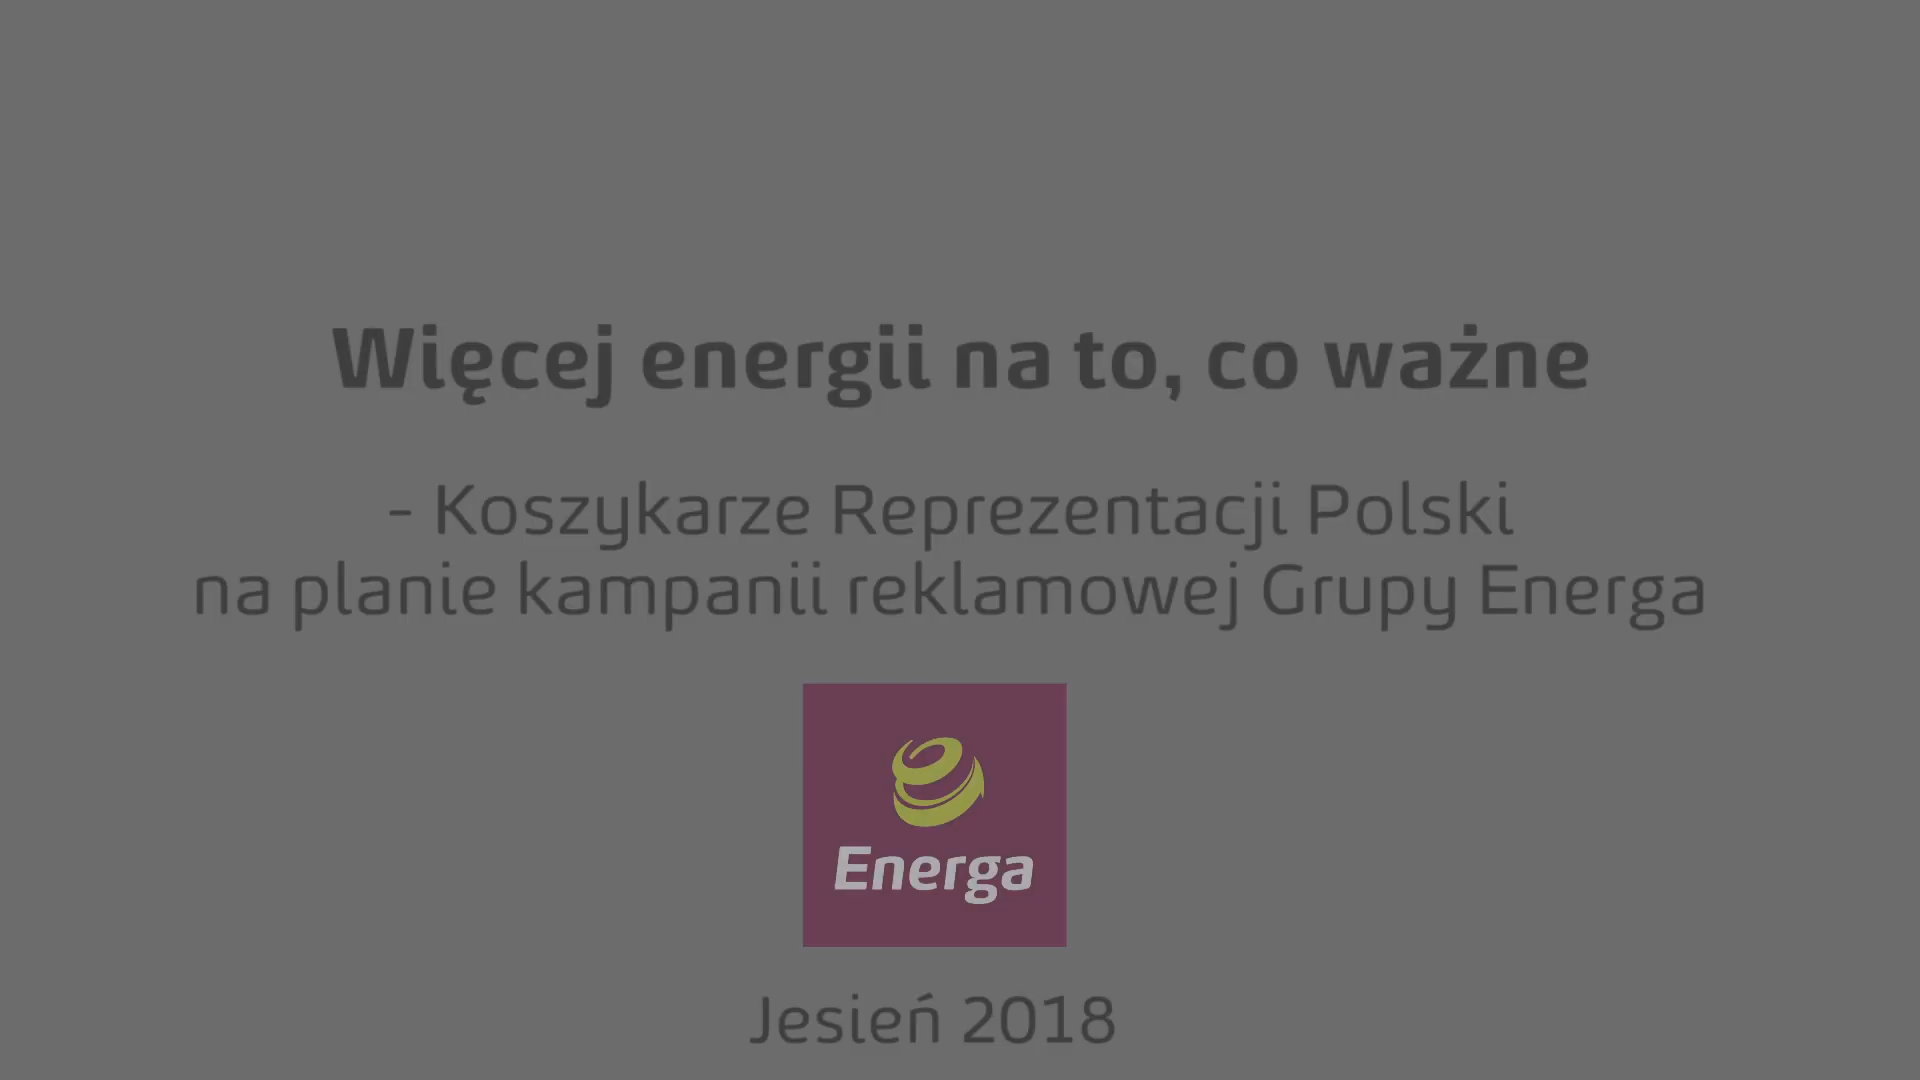 Więcej energii na to, co ważne
- Koszykarze Reprezentacji Polski
na planie kampanii reklamowej Grupy Energa
Energa
Jesień 2018